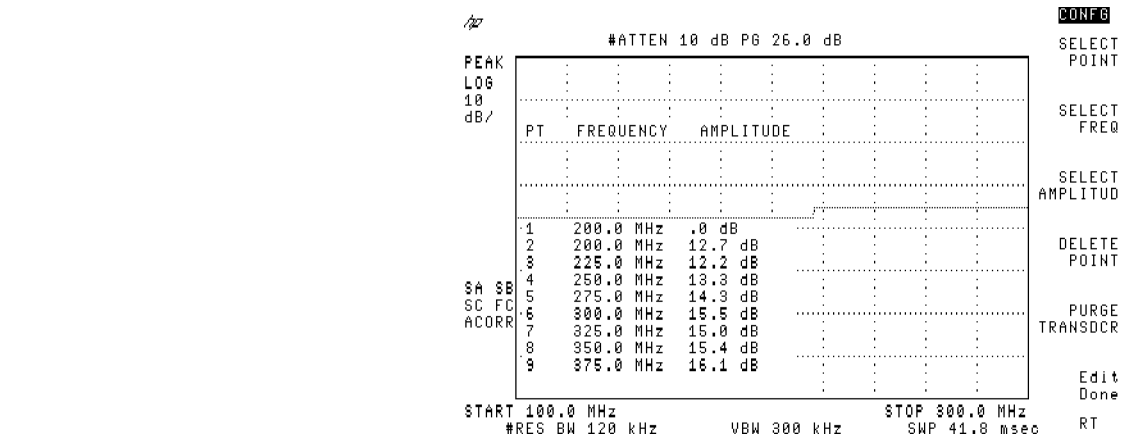 hp
CONFG
#ATTEN 10 dB PG 26.0 dB
SELECT
POINT
PEAK
LOG
10
dB/
SELECT
FREQ
PT FREQUENCY AMPLITUDE
SELECT
AMPLITUD
1 200.0 MHz .0 dB
2 200.0 MHz 12.7 dB
3 225.0 MHz 12.2 dB
4 250.0 MHz 13.3 dB
5 275.0 MHz 14.3 dB
6 300.0 MHz 15.5 dB
7 325.0 MHz 15.0 dB
8 350.0 MHz 15.4 dB
9 375.0 MHz 16.1 dB
DELETE
POINT
SA SB
SC FC
ACORR
PURGE
TRANSDCR
Edit
Done
START 100.0 MHz STOP 300.0 MHz
#RES BW 120 kHz VBW 300 kHz SWP 41.8 msec
RT